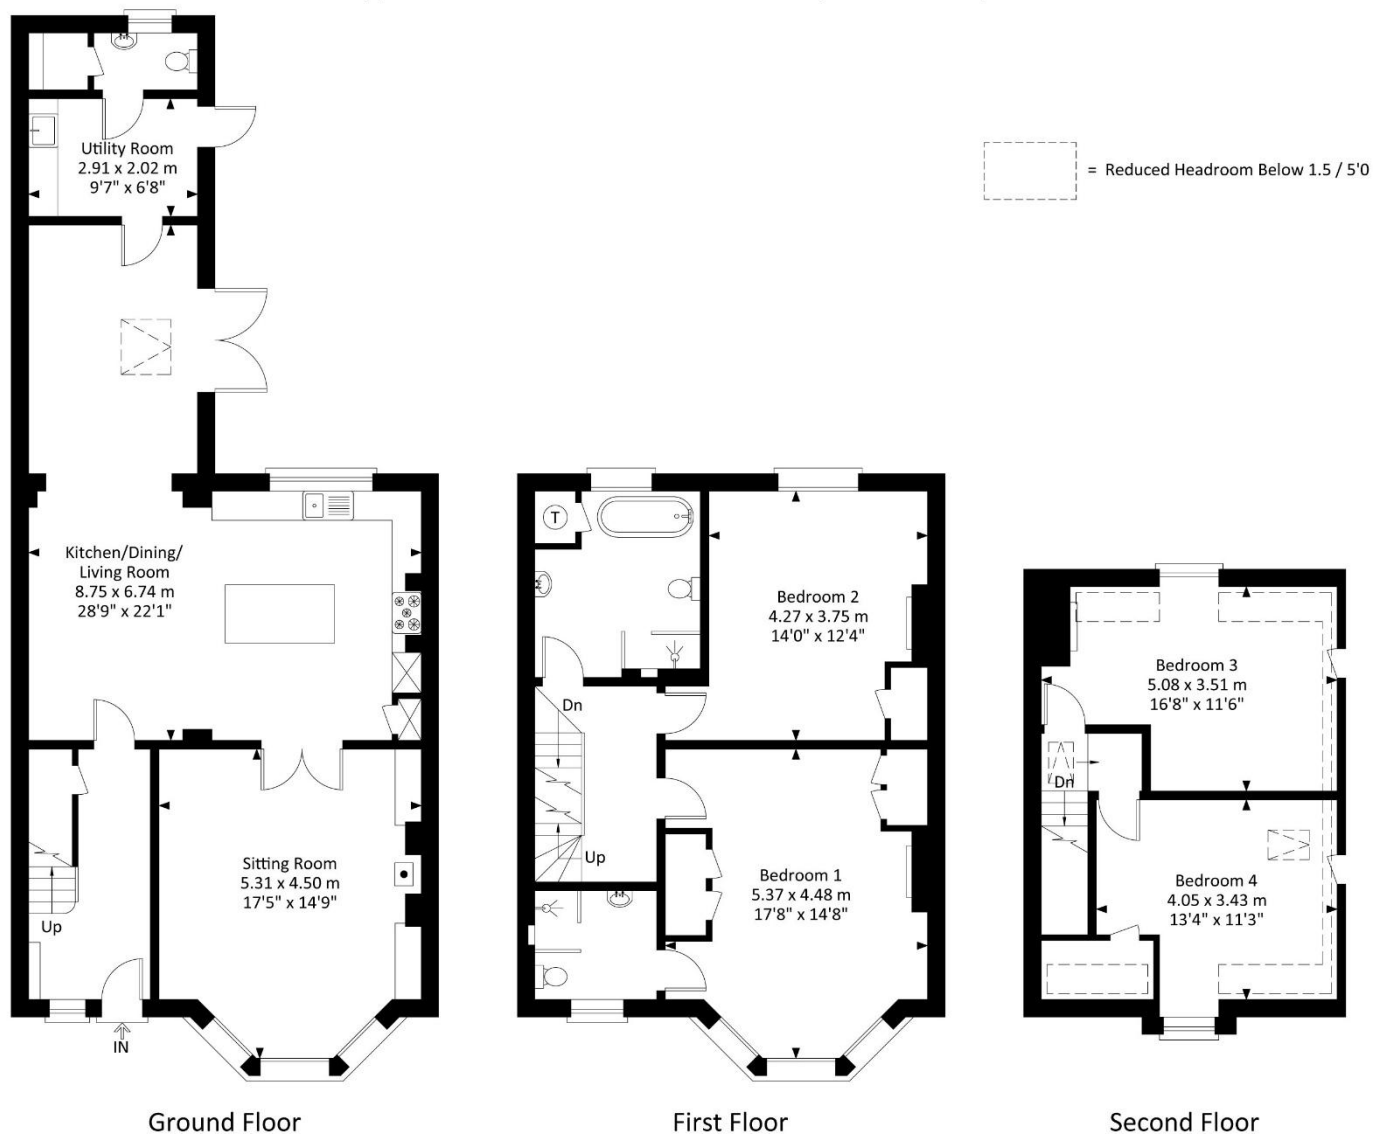 Utility Room
2.91 x 2.02 m
9'7" x 6'8"
= Reduced Headroom Below 1.5 / 5'0
Kitchen/Dining/
Living Room
8.75 x 6.74 m
28'9" x 22'1"
Sitting Room
5.31 x 4.50 m
17'5" x 14'9"
Up
IN
Ground Floor
T
Bedroom 2
4.27 x 3.75 m
14'0" x 12'4"
Dn
Up
Bedroom 1
5.37 x 4.48 m
17'8" x 14'8"
First Floor
Bedroom 3
5.08 x 3.51 m
16'8" x 11'6"
Dn
Bedroom 4
4.05 x 3.43 m
13'4" x 11'3"
Second Floor